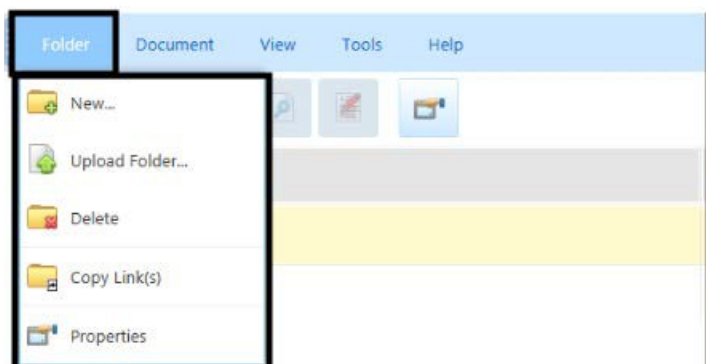 Folder Document View Tools Help
New...
Upload Folder...
Delete
Copy Link(s)
Properties